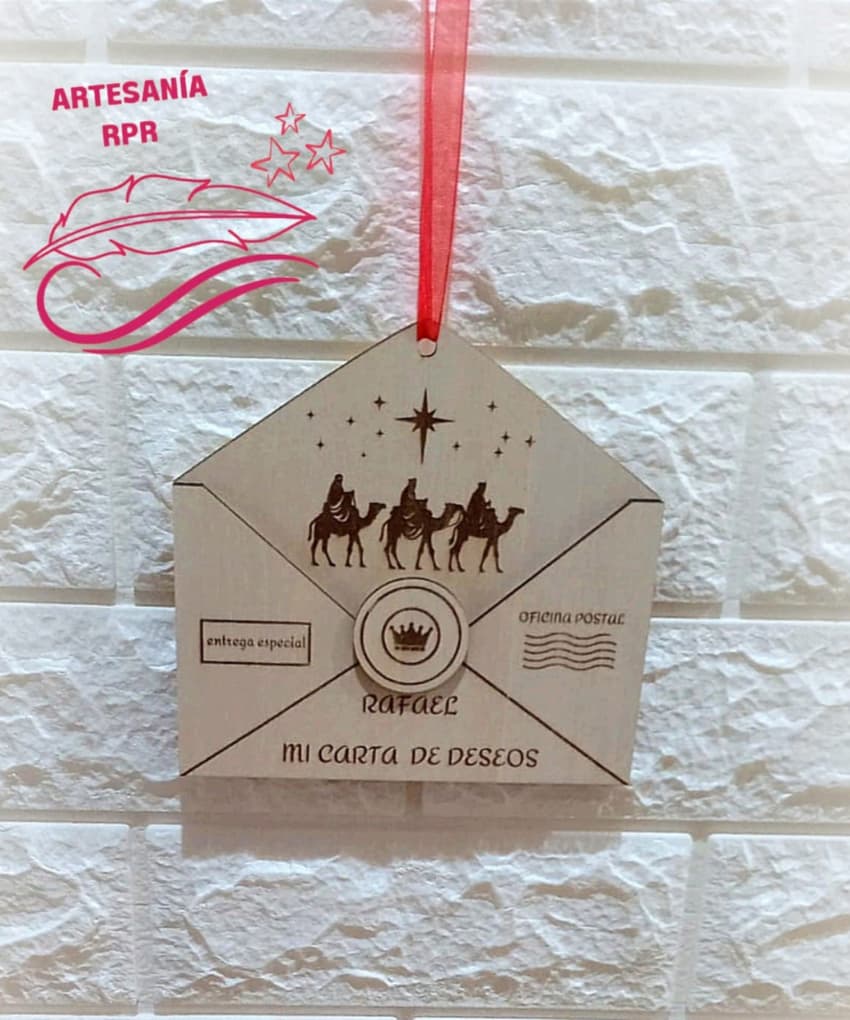 ARTESANÍA
RPR
entrega especial
OFICINA POSTAL
RAFAEL
MI CARTA DE DESEOS